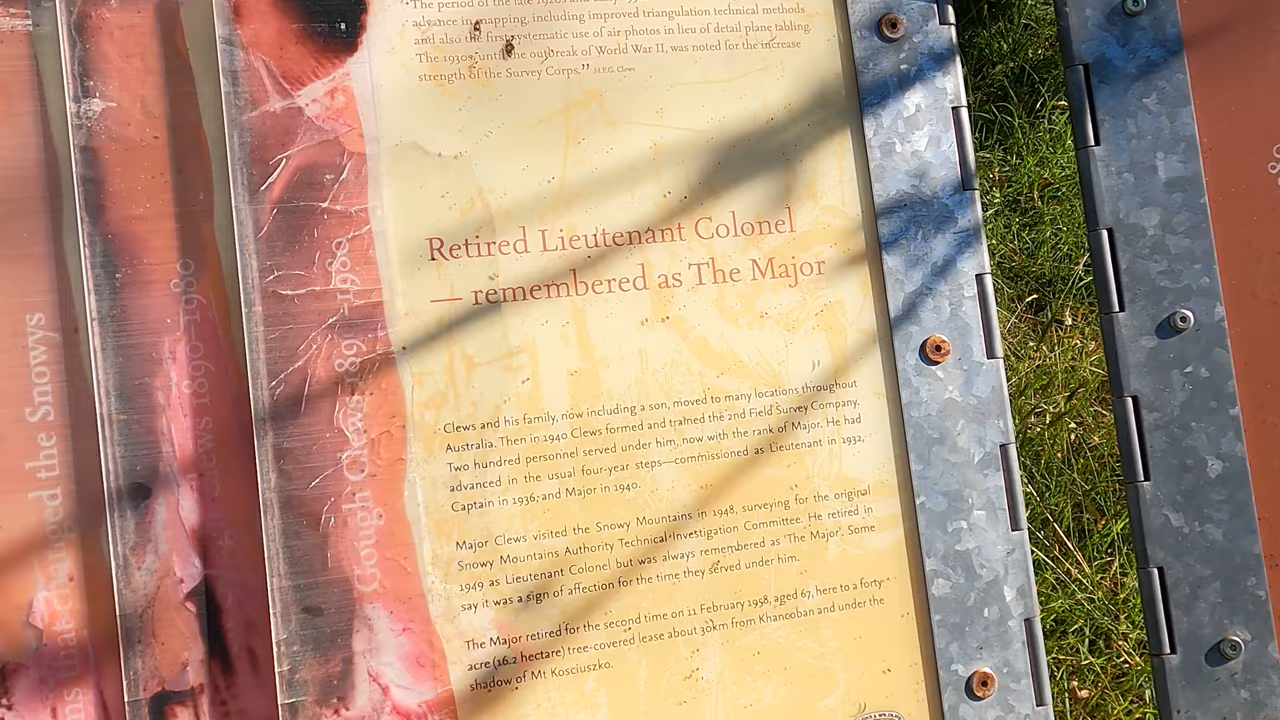 "The period of the late 1920s and early
advance in mapping, including improved triangulation technical methods
and also the first systematic use of air photos in lieu of detail plane tabling.
The 1930s, until the outbreak of World War II, was noted for the increase
strength of the Survey Corps." H.P.G. Clews
Retired Lieutenant Colonel
— remembered as The Major
Clews and his family, now including a son, moved to many locations throughout
Australia. Then in 1940 Clews formed and trained the 2nd Field Survey Company.
Two hundred personnel served under him, now with the rank of Major. He had
advanced in the usual four-year steps—commissioned as Lieutenant in 1932,
Captain in 1936, and Major in 1940.
Major Clews visited the Snowy Mountains in 1948, surveying for the original
Snowy Mountains Authority Technical Investigation Committee. He retired in
1949 as Lieutenant Colonel but was always remembered as 'The Major'. Some
say it was a sign of affection for the time they served under him.
The Major retired for the second time on 11 February 1958, aged 67, here to a forty-
acre (16.2 hectare) tree-covered lease about 30km from Khancoban and under the
shadow of Mt Kosciuszko.
Gough Clews 1891–1980
Clews 1890–1980
that changed the Snowys